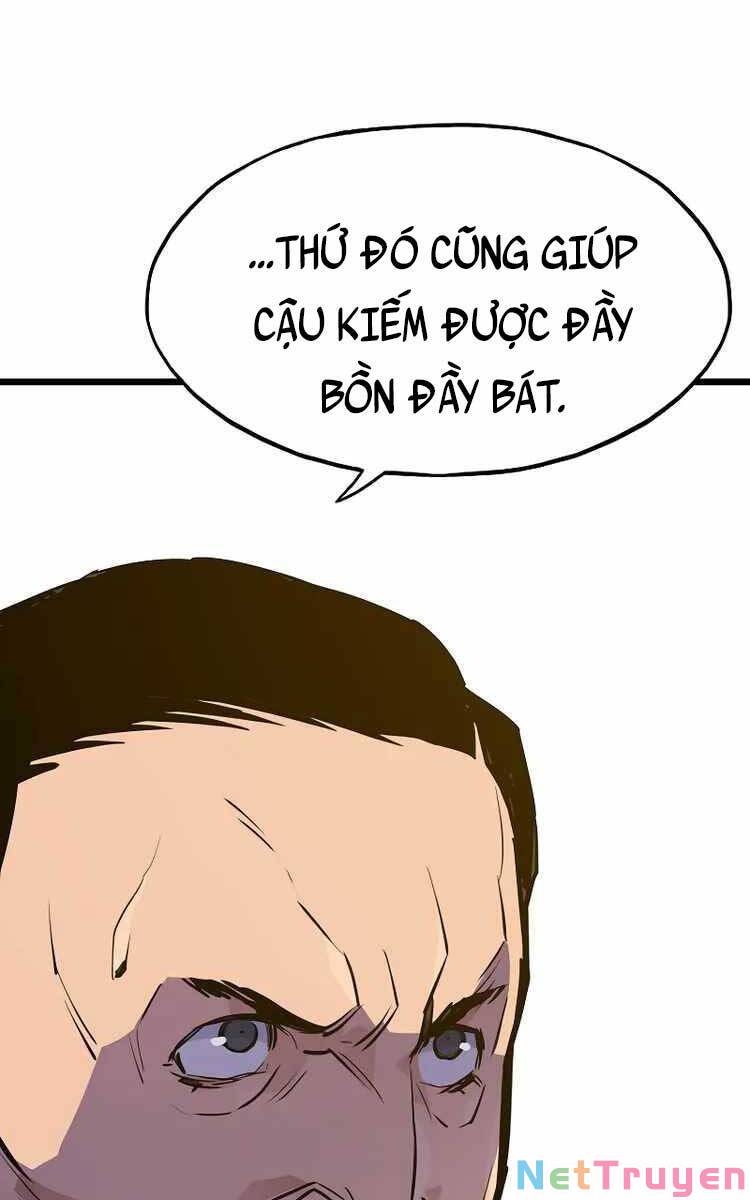 ...THỨ ĐÓ CŨNG GIÚP
CẬU KIẾM ĐƯỢC ĐẦY
BỒN ĐẦY BÁT.
NetTruyen